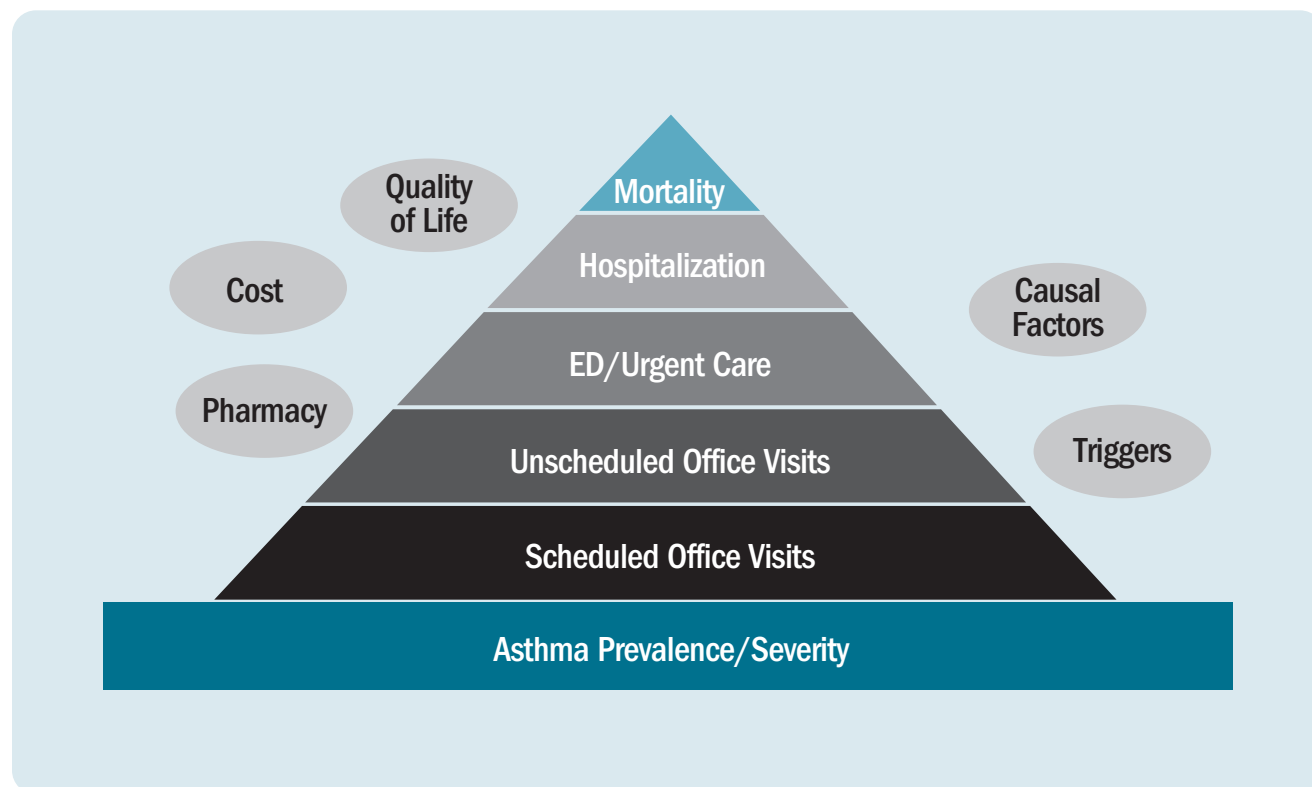 Mortality
Quality
of Life
Hospitalization
Cost
Causal
Factors
ED/Urgent Care
Pharmacy
Triggers
Unscheduled Office Visits
Scheduled Office Visits
Asthma Prevalence/Severity